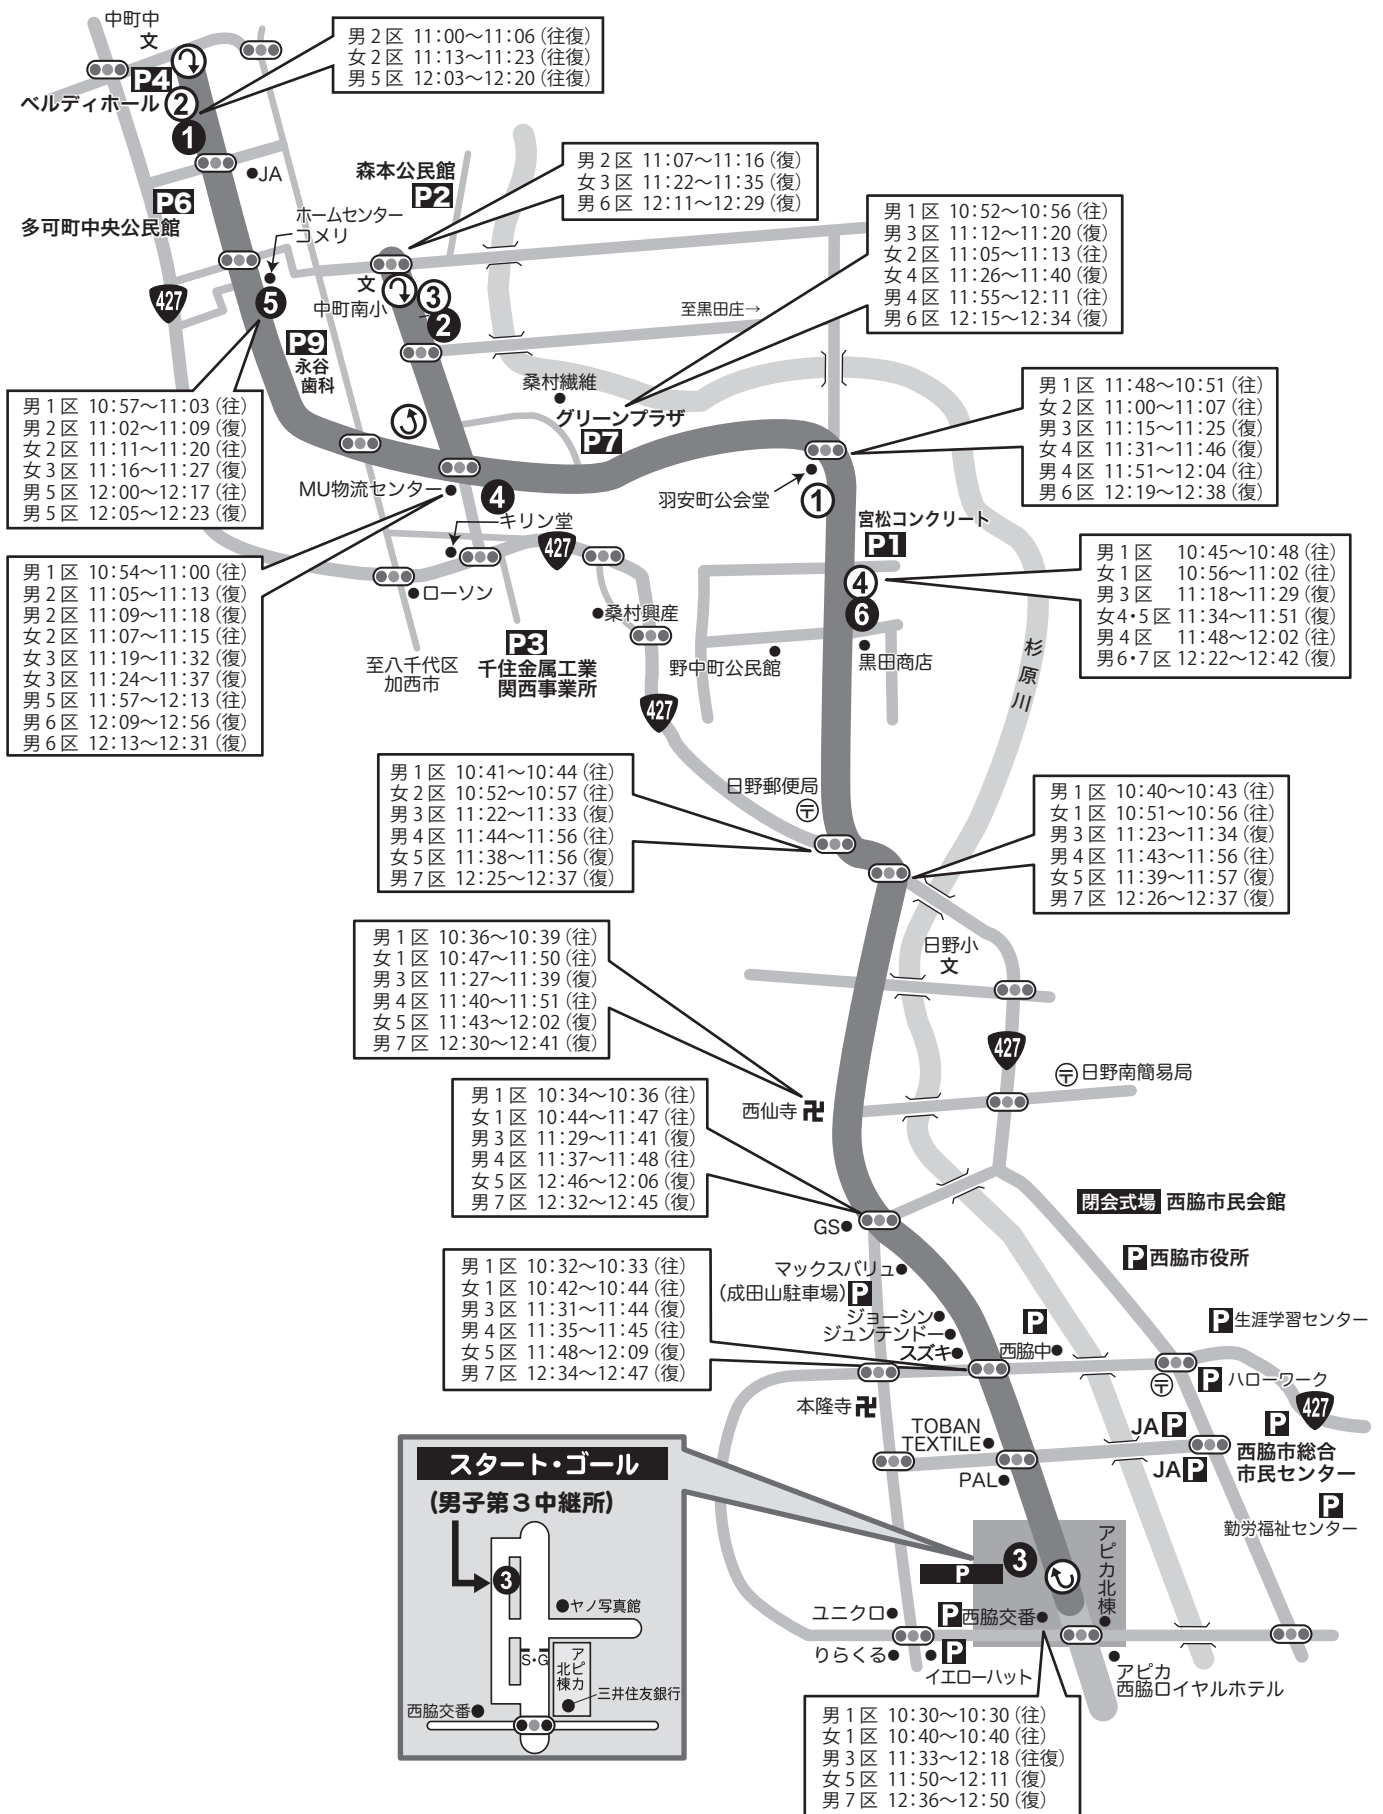 中町中
文
P4
ベルディホール
2
1
男2区 11:00～11:06(往復)
女2区 11:13～11:23(往復)
男5区 12:03～12:20(往復)
JA
P6
多可町中央公民館
森本公民館
P2
男2区 11:07～11:16(復)
女3区 11:22～11:35(復)
男6区 12:11～12:29(復)
ホームセンター
コメリ
男1区 10:52～10:56(往)
男3区 11:12～11:20(復)
女2区 11:05～11:13(往)
女4区 11:26～11:40(復)
男4区 11:55～12:11(往)
男6区 12:15～12:34(復)
427
5
文
中町南小
3
2
至黒田庄→
P9
永谷
歯科
桑村繊維
グリーンプラザ
P7
男1区 10:57～11:03(往)
男2区 11:02～11:09(復)
女2区 11:11～11:20(往)
女3区 11:16～11:27(復)
男5区 12:00～12:17(往)
男5区 12:05～12:23(復)
男1区 11:48～10:51(往)
女2区 11:00～11:07(往)
男3区 11:15～11:25(復)
女4区 11:31～11:46(復)
男4区 11:51～12:04(往)
男6区 12:19～12:38(復)
MU物流センター
4
羽安町公会堂
1
キリン堂
427
宮松コンクリート
P1
男1区 10:54～11:00(往)
男2区 11:05～11:13(復)
男2区 11:09～11:18(復)
女2区 11:07～11:15(往)
女3区 11:19～11:32(復)
女3区 11:24～11:37(復)
男5区 11:57～12:13(往)
男6区 12:09～12:56(復)
男6区 12:13～12:31(復)
男1区 10:45～10:48(往)
女1区 10:56～11:02(往)
男3区 11:18～11:29(復)
女4・5区 11:34～11:51(復)
男4区 11:48～12:02(往)
男6・7区 12:22～12:42(復)
4
6
ローソン
桑村興産
P3
千住金属工業
関西事業所
至八千代区
加西市
野中町公民館
黒田商店
杉原川
427
男1区 10:41～10:44(往)
女2区 10:52～10:57(往)
男3区 11:22～11:33(復)
男4区 11:44～11:56(往)
女5区 11:38～11:56(復)
男7区 12:25～12:37(復)
日野郵便局
〒
男1区 10:40～10:43(往)
女1区 10:51～10:56(往)
男3区 11:23～11:34(復)
男4区 11:43～11:56(往)
女5区 11:39～11:57(復)
男7区 12:26～12:37(復)
男1区 10:36～10:39(往)
女1区 10:47～11:50(往)
男3区 11:27～11:39(復)
男4区 11:40～11:51(往)
女5区 11:43～12:02(復)
男7区 12:30～12:41(復)
日野小
文
427
〒日野南簡易局
西仙寺卍
男1区 10:34～10:36(往)
女1区 10:44～11:47(往)
男3区 11:29～11:41(復)
男4区 11:37～11:48(往)
女5区 12:46～12:06(復)
男7区 12:32～12:45(復)
閉会式場 西脇市民会館
GS
P西脇市役所
マックスバリュ
(成田山駐車場)P
男1区 10:32～10:33(往)
女1区 10:42～10:44(往)
男3区 11:31～11:44(復)
男4区 11:35～11:45(往)
女5区 11:48～12:09(復)
男7区 12:34～12:47(復)
ジョーシン
ジュンテンドー
スズキ
P
西脇中
P生涯学習センター
〒
P ハローワーク
427
本隆寺卍
TOBAN
TEXTILE
PAL
JA P
JA P
P
西脇市総合
市民センター
P
勤労福祉センター
スタート・ゴール
(男子第3中継所)
3
ヤノ写真館
S・G
アピカ
北棟
三井住友銀行
西脇交番
P
3
アピカ北棟
ユニクロ
P西脇交番
りらくる
P
イエローハット
アピカ
西脇ロイヤルホテル
男1区 10:30～10:30(往)
女1区 10:40～10:40(往)
男3区 11:33～12:18(往復)
女5区 11:50～12:11(復)
男7区 12:36～12:50(復)